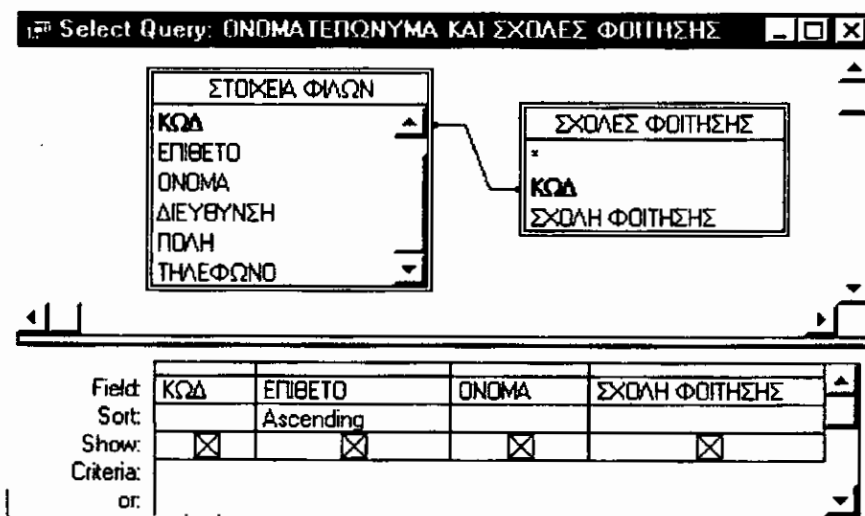 Select Query: ΟΝΟΜΑΤΕΠΩΝΥΜΑ ΚΑΙ ΣΧΟΛΕΣ ΦΟΙΤΗΣΗΣ
ΣΤΟΙΧΕΙΑ ΦΙΛΩΝ
ΚΩΔ
ΕΠΙΘΕΤΟ
ΟΝΟΜΑ
ΔΙΕΥΘΥΝΣΗ
ΠΟΛΗ
ΤΗΛΕΦΩΝΟ
ΣΧΟΛΕΣ ΦΟΙΤΗΣΗΣ
*
ΚΩΔ
ΣΧΟΛΗ ΦΟΙΤΗΣΗΣ
Field: ΚΩΔ ΕΠΙΘΕΤΟ ΟΝΟΜΑ ΣΧΟΛΗ ΦΟΙΤΗΣΗΣ
Sort: Ascending
Show:
Criteria:
or: